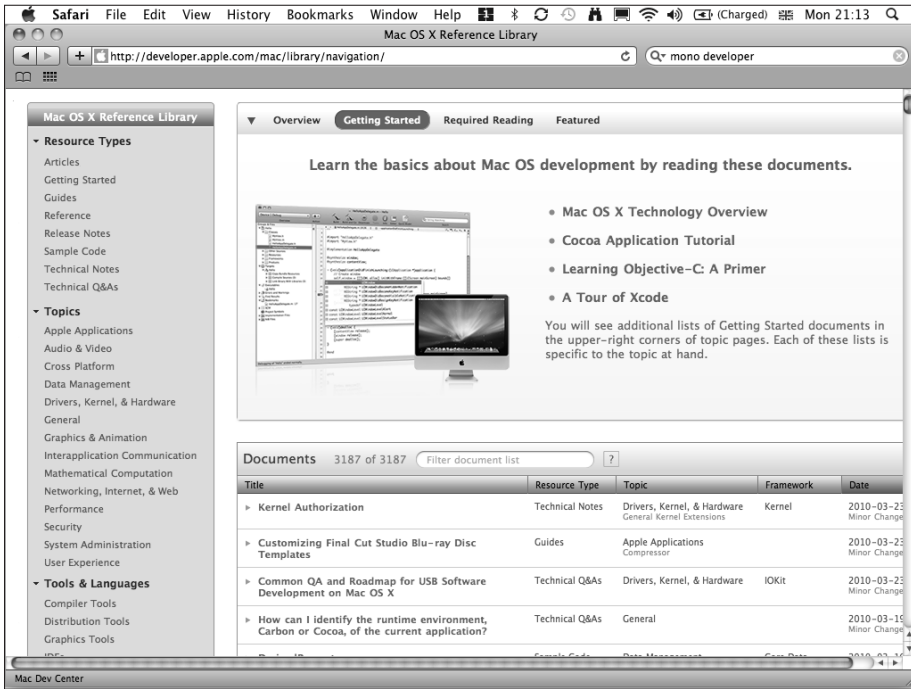 Safari File Edit View History Bookmarks Window Help (Charged) Mon 21:13
Mac OS X Reference Library
http://developer.apple.com/mac/library/navigation/
mono developer
Mac OS X Reference Library
Resource Types
Articles
Getting Started
Guides
Reference
Release Notes
Sample Code
Technical Notes
Technical Q&As
Topics
Apple Applications
Audio & Video
Cross Platform
Data Management
Drivers, Kernel, & Hardware
General
Graphics & Animation
Interapplication Communication
Mathematical Computation
Networking, Internet, & Web
Performance
Security
System Administration
User Experience
Tools & Languages
Compiler Tools
Distribution Tools
Graphics Tools
Overview Getting Started Required Reading Featured
Learn the basics about Mac OS development by reading these documents.
• Mac OS X Technology Overview
• Cocoa Application Tutorial
• Learning Objective-C: A Primer
• A Tour of Xcode
You will see additional lists of Getting Started documents in
the upper-right corners of topic pages. Each of these lists is
specific to the topic at hand.
Documents 3187 of 3187 Filter document list ?
Title Resource Type Topic Framework Date
Kernel Authorization Technical Notes Drivers, Kernel, & Hardware Kernel 2010-03-23
General Kernel Extensions Minor Change
Customizing Final Cut Studio Blu-ray Disc Guides Apple Applications 2010-03-23
Templates Compressor Minor Change
Common QA and Roadmap for USB Software Technical Q&As Drivers, Kernel, & Hardware IOKit 2010-03-23
Development on Mac OS X Minor Change
How can I identify the runtime environment, Technical Q&As General 2010-03-19
Carbon or Cocoa, of the current application? Minor Change
Mac Dev Center